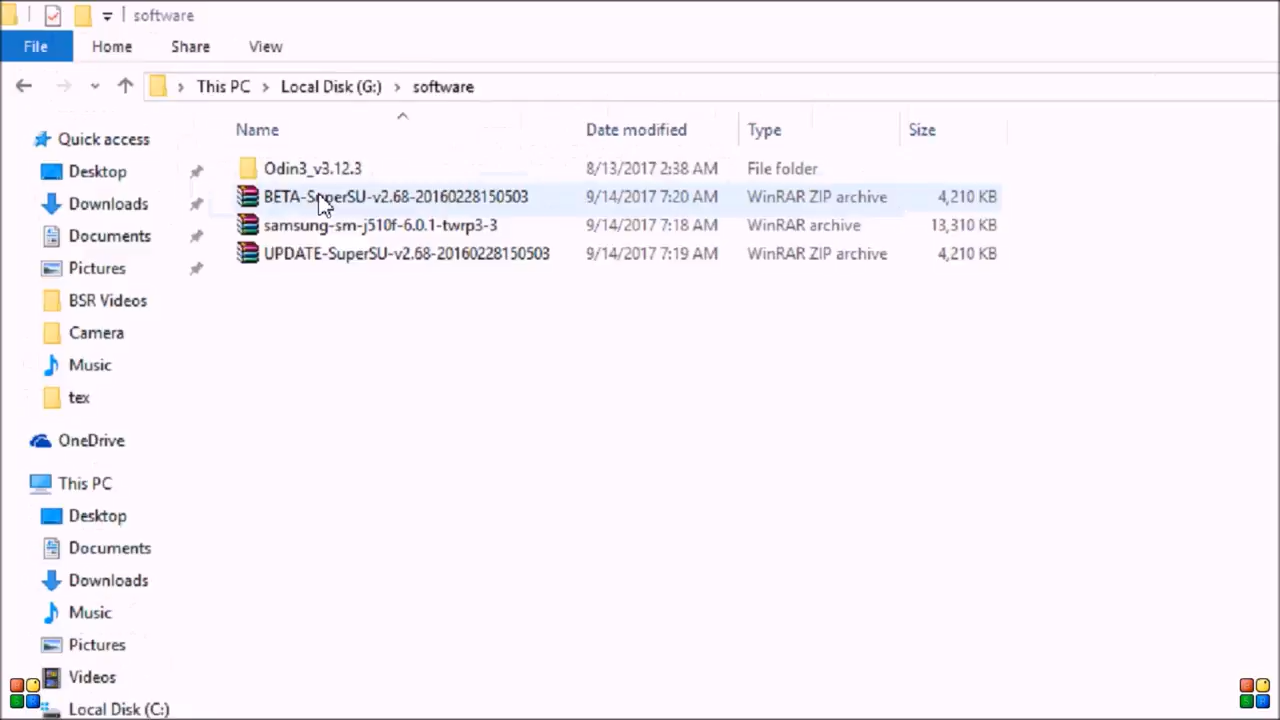 software
File Home Share View
This PC Local Disk (G:) software
Name Date modified Type Size
Odin3_v3.12.3 8/13/2017 2:38 AM File folder
BETA-SuperSU-v2.68-20160228150503 9/14/2017 7:20 AM WinRAR ZIP archive 4,210 KB
samsung-sm-j510f-6.0.1-twrp3-3 9/14/2017 7:18 AM WinRAR archive 13,310 KB
UPDATE-SuperSU-v2.68-20160228150503 9/14/2017 7:19 AM WinRAR ZIP archive 4,210 KB
Quick access
Desktop
Downloads
Documents
Pictures
BSR Videos
Camera
Music
tex
OneDrive
This PC
Desktop
Documents
Downloads
Music
Pictures
Videos
Local Disk (C:)